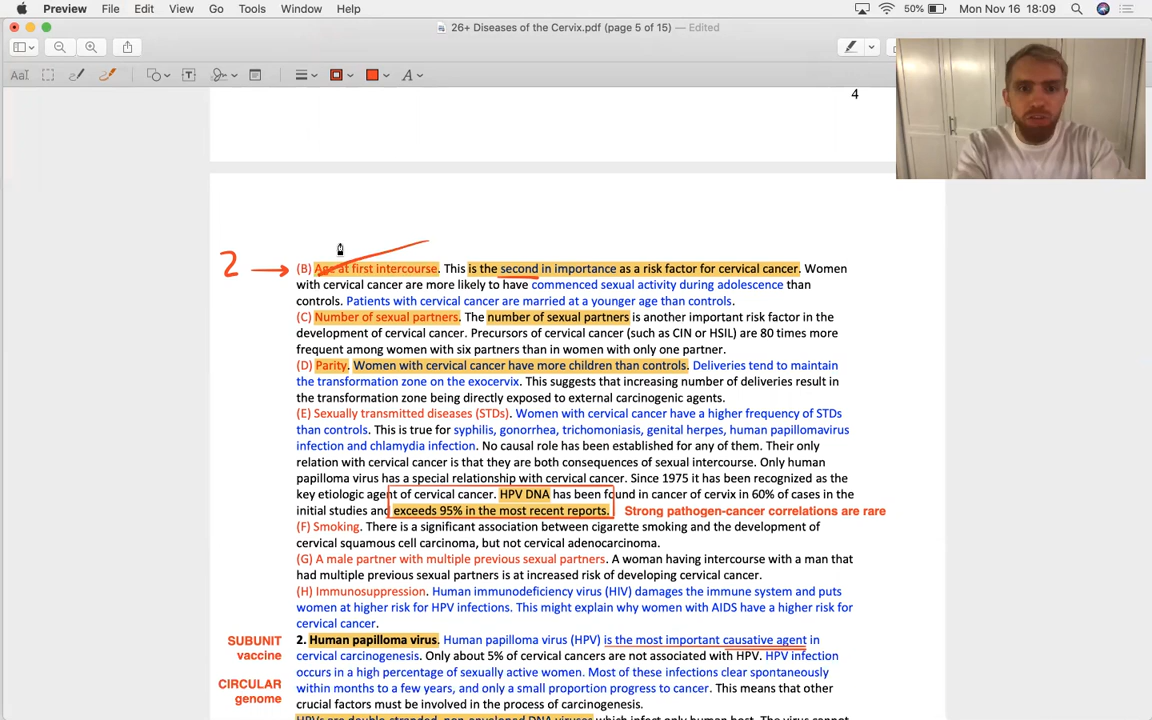 Preview File Edit View Go Tools Window Help 50% Mon Nov 16 18:09
26+ Diseases of the Cervix.pdf (page 5 of 15) — Edited
AaI T A
4
2 (B) Age at first intercourse. This is the second in importance as a risk factor for cervical cancer. Women
with cervical cancer are more likely to have commenced sexual activity during adolescence than
controls. Patients with cervical cancer are married at a younger age than controls.
(C) Number of sexual partners. The number of sexual partners is another important risk factor in the
development of cervical cancer. Precursors of cervical cancer (such as CIN or HSIL) are 80 times more
frequent among women with six partners than in women with only one partner.
(D) Parity. Women with cervical cancer have more children than controls. Deliveries tend to maintain
the transformation zone on the exocervix. This suggests that increasing number of deliveries result in
the transformation zone being directly exposed to external carcinogenic agents.
(E) Sexually transmitted diseases (STDs). Women with cervical cancer have a higher frequency of STDs
than controls. This is true for syphilis, gonorrhea, trichomoniasis, genital herpes, human papillomavirus
infection and chlamydia infection. No causal role has been established for any of them. Their only
relation with cervical cancer is that they are both consequences of sexual intercourse. Only human
papilloma virus has a special relationship with cervical cancer. Since 1975 it has been recognized as the
key etiologic agent of cervical cancer. HPV DNA has been found in cancer of cervix in 60% of cases in the
initial studies and exceeds 95% in the most recent reports. Strong pathogen-cancer correlations are rare
(F) Smoking. There is a significant association between cigarette smoking and the development of
cervical squamous cell carcinoma, but not cervical adenocarcinoma.
(G) A male partner with multiple previous sexual partners. A woman having intercourse with a man that
had multiple previous sexual partners is at increased risk of developing cervical cancer.
(H) Immunosuppression. Human immunodeficiency virus (HIV) damages the immune system and puts
women at higher risk for HPV infections. This might explain why women with AIDS have a higher risk for
cervical cancer.
SUBUNIT 2. Human papilloma virus. Human papilloma virus (HPV) is the most important causative agent in
vaccine cervical carcinogenesis. Only about 5% of cervical cancers are not associated with HPV. HPV infection
occurs in a high percentage of sexually active women. Most of these infections clear spontaneously
CIRCULAR within months to a few years, and only a small proportion progress to cancer. This means that other
genome crucial factors must be involved in the process of carcinogenesis.
HPVs are double-stranded, non-enveloped DNA viruses which infect only human host. The virus cannot